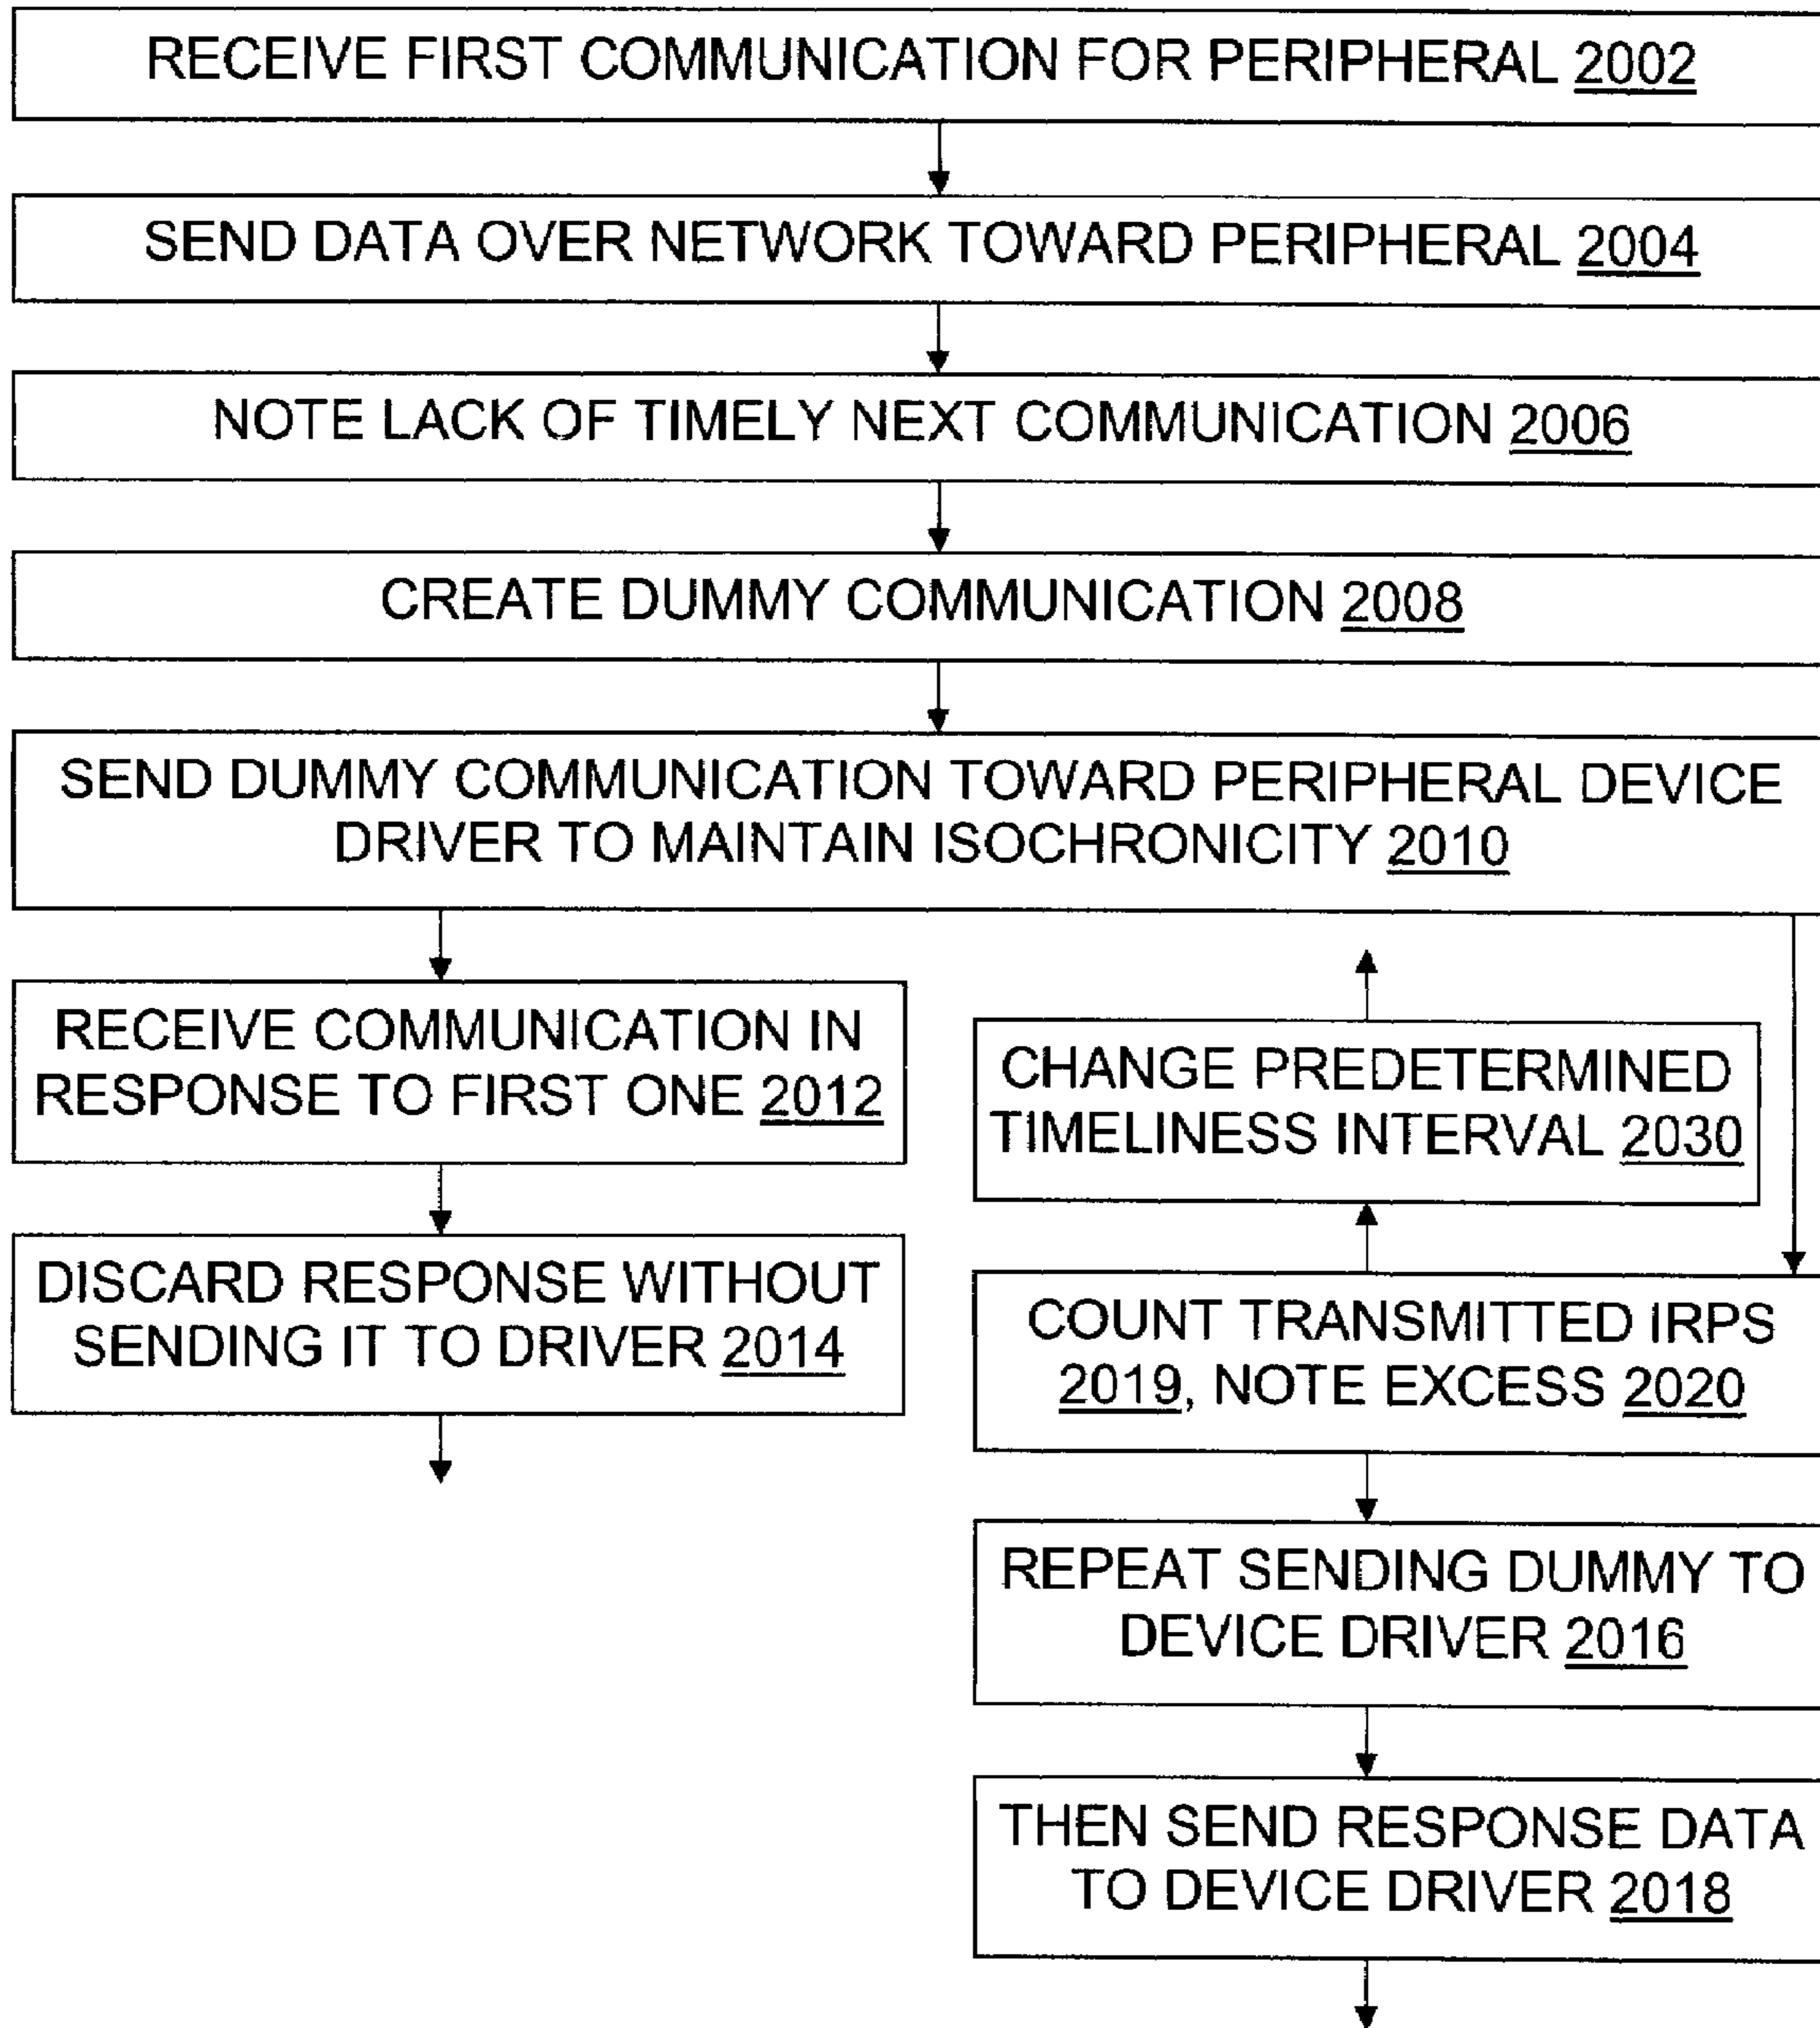 RECEIVE FIRST COMMUNICATION FOR PERIPHERAL 2002
SEND DATA OVER NETWORK TOWARD PERIPHERAL 2004
NOTE LACK OF TIMELY NEXT COMMUNICATION 2006
CREATE DUMMY COMMUNICATION 2008
SEND DUMMY COMMUNICATION TOWARD PERIPHERAL DEVICE
DRIVER TO MAINTAIN ISOCHRONICITY 2010
RECEIVE COMMUNICATION IN
RESPONSE TO FIRST ONE 2012
DISCARD RESPONSE WITHOUT
SENDING IT TO DRIVER 2014
CHANGE PREDETERMINED
TIMELINESS INTERVAL 2030
COUNT TRANSMITTED IRPS
2019, NOTE EXCESS 2020
REPEAT SENDING DUMMY TO
DEVICE DRIVER 2016
THEN SEND RESPONSE DATA
TO DEVICE DRIVER 2018